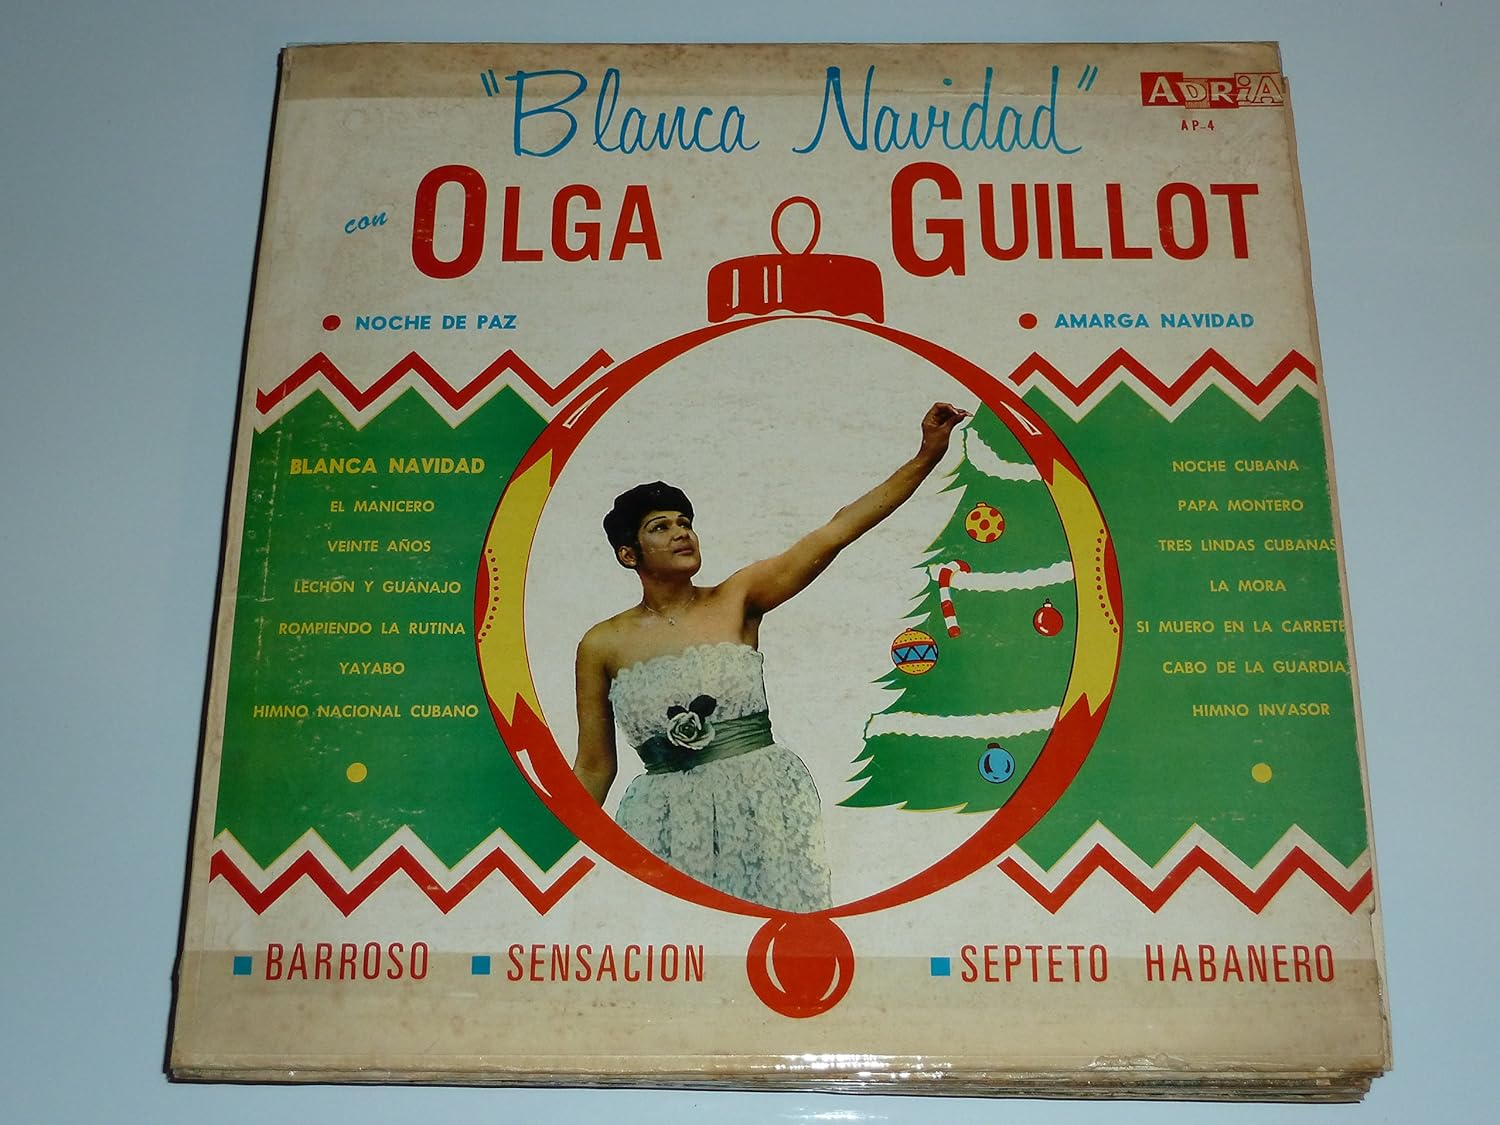 "Blanca Navidad"
ADRiA
AP-4
con OLGA GUILLOT
NOCHE DE PAZ
AMARGA NAVIDAD
BLANCA NAVIDAD
EL MANICERO
VEINTE AÑOS
LECHON Y GUANAJO
ROMPIENDO LA RUTINA
YAYABO
HIMNO NACIONAL CUBANO
NOCHE CUBANA
PAPA MONTERO
TRES LINDAS CUBANAS
LA MORA
SI MUERO EN LA CARRETE
CABO DE LA GUARDIA
HIMNO INVASOR
BARROSO
SENSACION
SEPTETO HABANERO